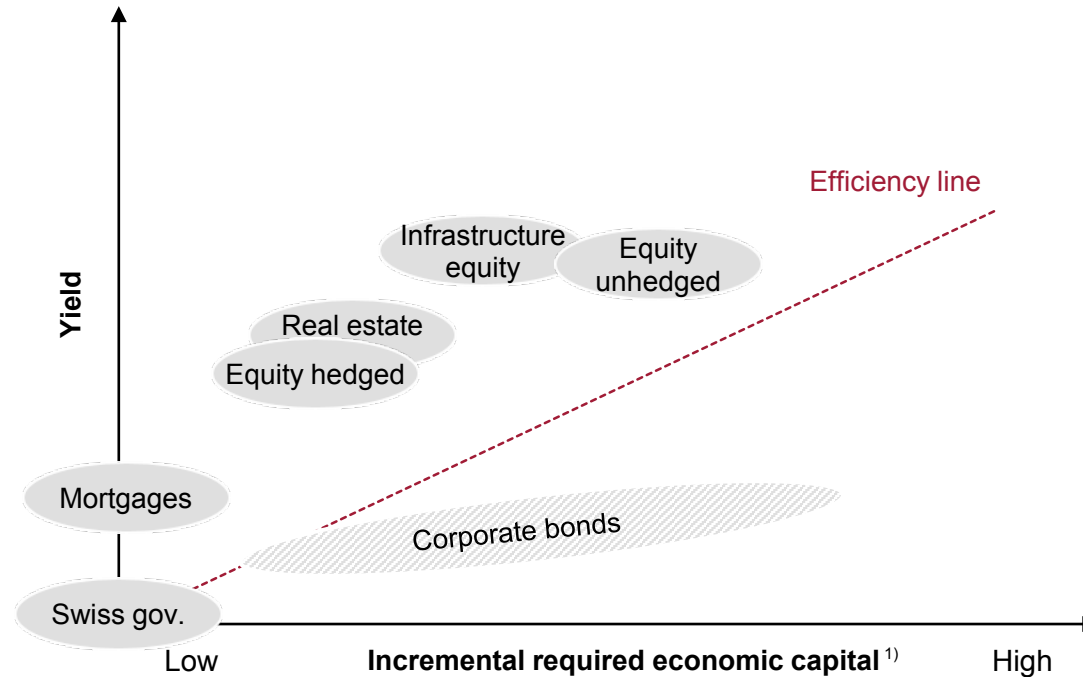 Efficiency line
Infrastructure
equity
Equity
unhedged
Yield
Real estate
Equity hedged
Mortgages
Corporate bonds
Swiss gov.
Low
Incremental required economic capital 1)
High